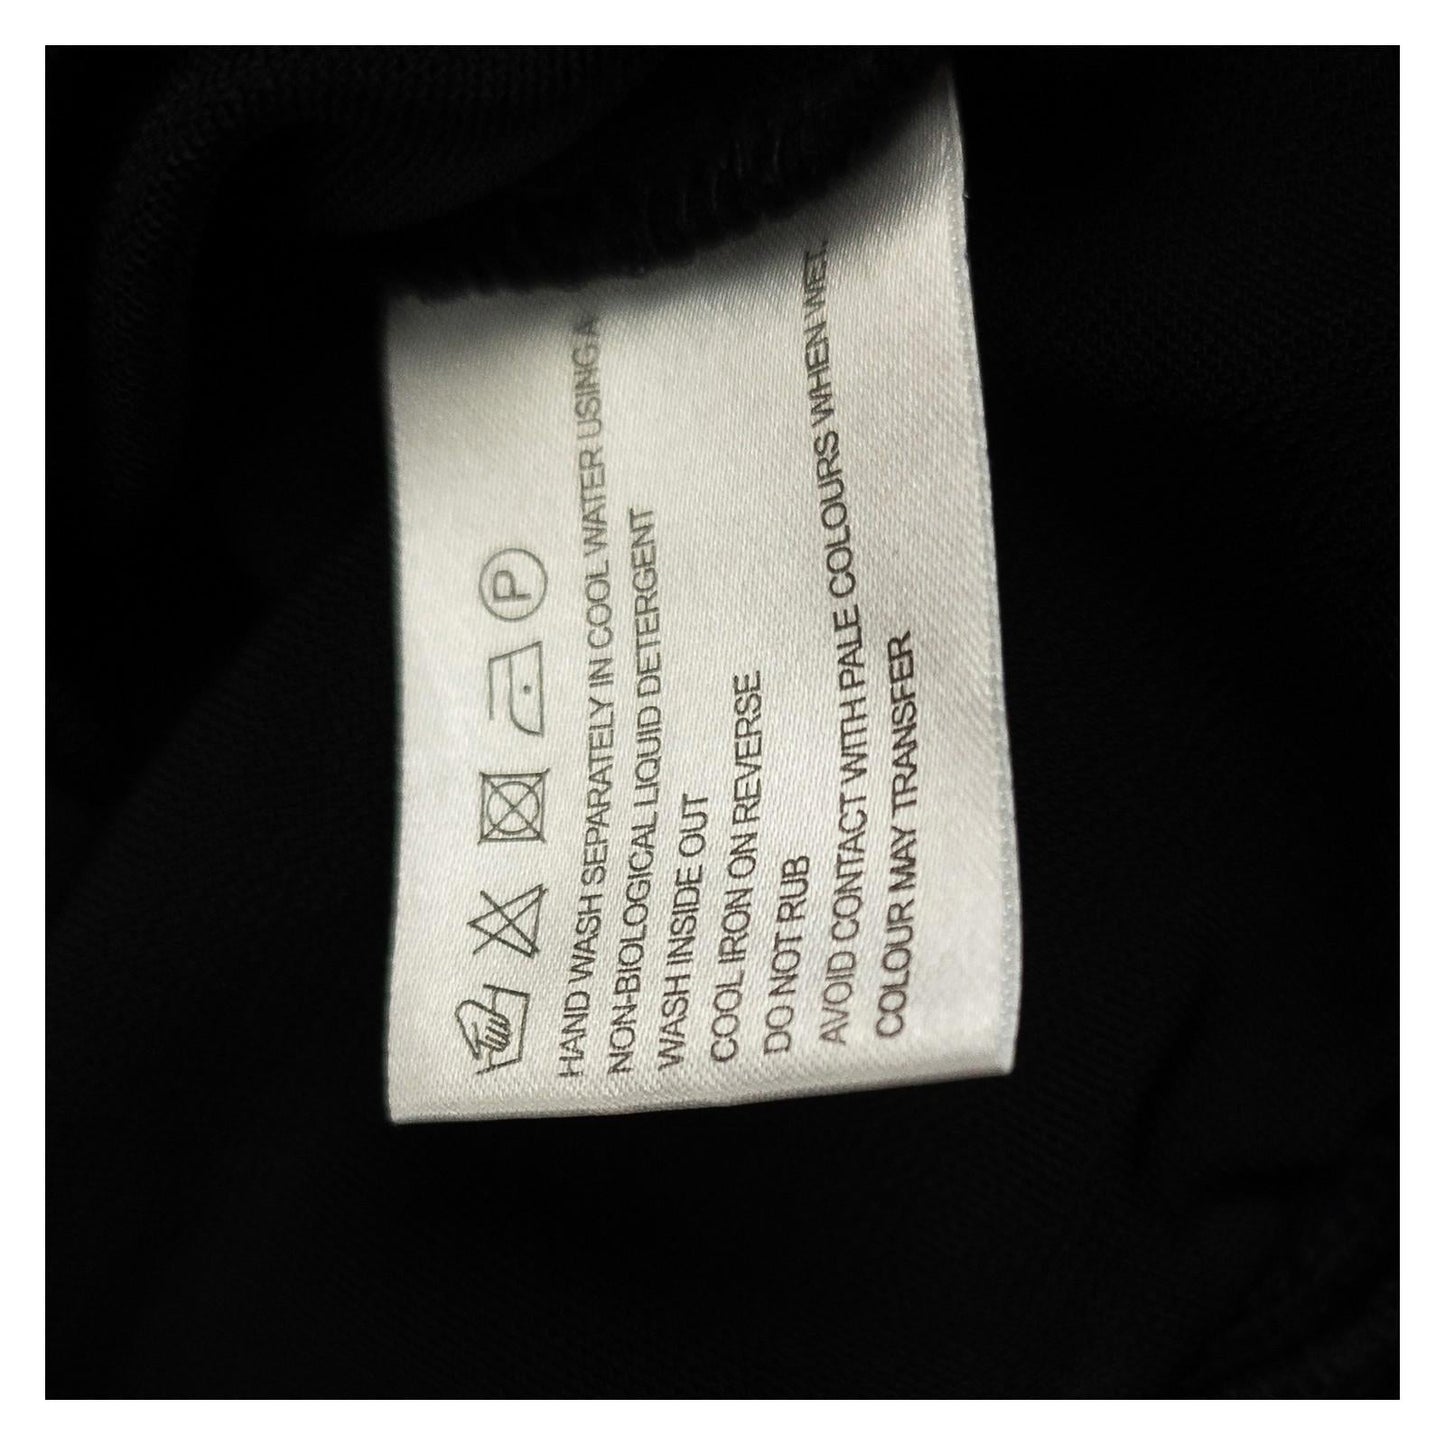 P
HAND WASH SEPARATELY IN COOL WATER USING A
NON-BIOLOGICAL LIQUID DETERGENT
WASH INSIDE OUT
COOL IRON ON REVERSE
DO NOT RUB
AVOID CONTACT WITH PALE COLOURS WHEN WET.
COLOUR MAY TRANSFER